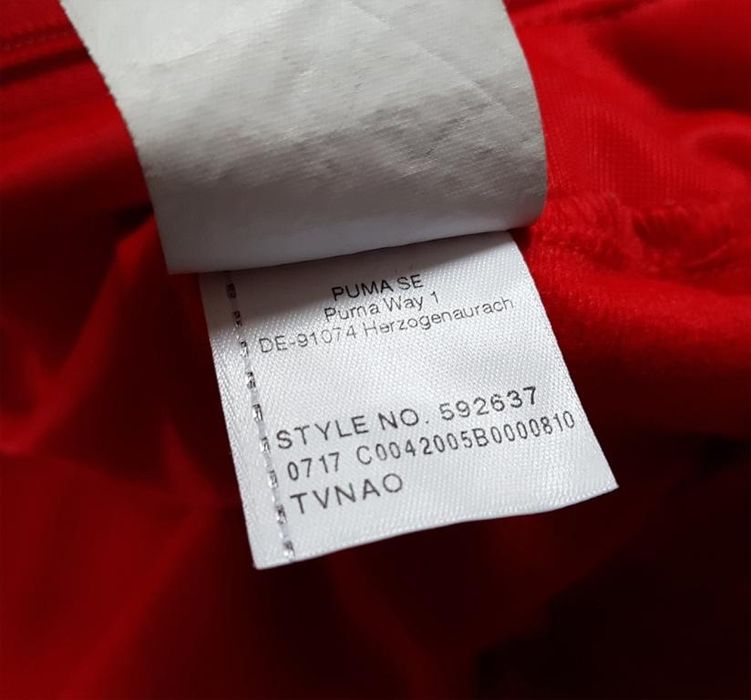 PUMA SE
Puma Way 1
DE-91074 Herzogenaurach
STYLE NO. 592637
0717 C0042005B0000810
TVNAO